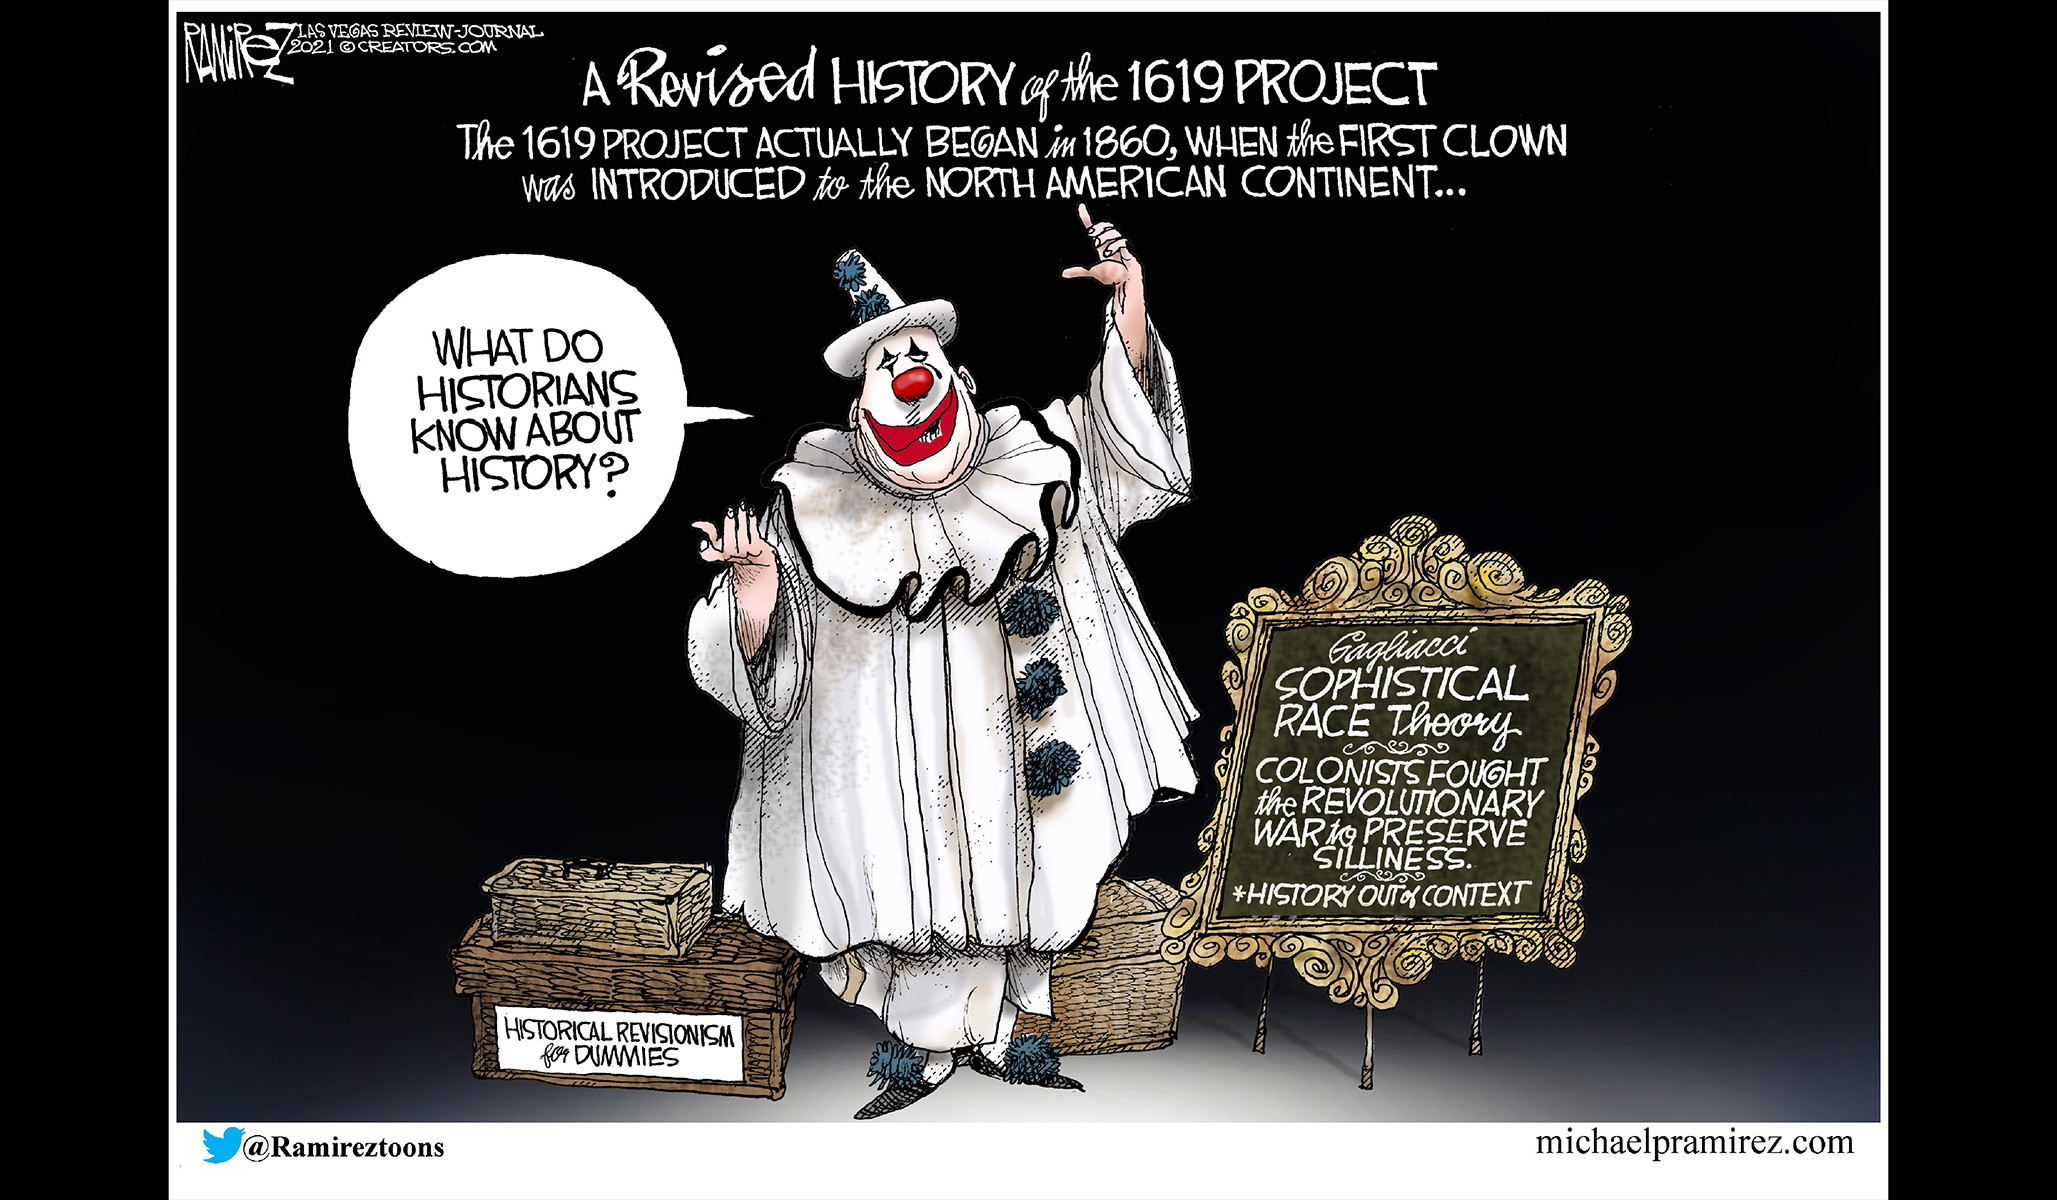 RAMIREZ LAS VEGAS REVIEW-JOURNAL
2021 © CREATORS.COM
A Revised HISTORY of the 1619 PROJECT
The 1619 PROJECT ACTUALLY BEGAN in 1860, WHEN the FIRST CLOWN
was INTRODUCED to the NORTH AMERICAN CONTINENT...
WHAT DO
HISTORIANS
KNOW ABOUT
HISTORY?
Gagliacci
SOPHISTICAL
RACE Theory
COLONISTS FOUGHT
the REVOLUTIONARY
WAR to PRESERVE
SILLINESS.
*HISTORY OUT of CONTEXT
HISTORICAL REVISIONISM
for DUMMIES
@Ramireztoons
michaelpramirez.com